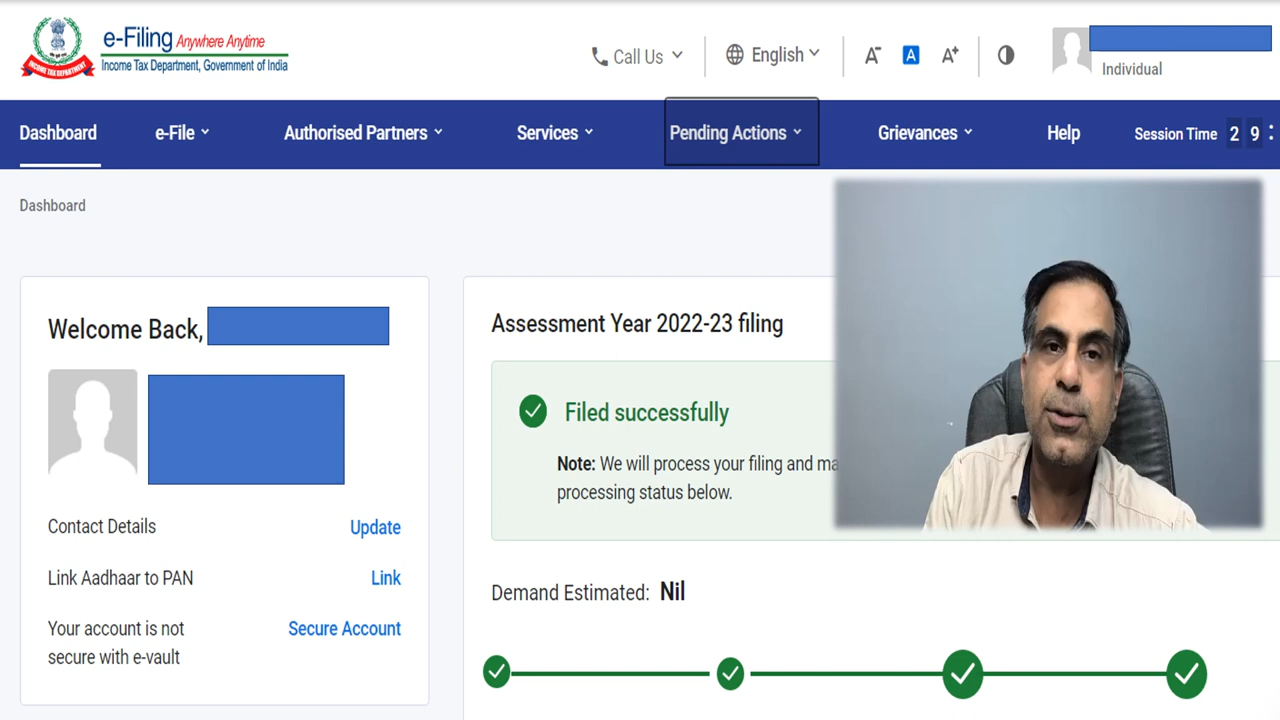 e-Filing Anywhere Anytime
Income Tax Department, Government of India
INCOME TAX DEPARTMENT
Call Us
English
A-
A
A+
Individual
Dashboard
e-File
Authorised Partners
Services
Pending Actions
Grievances
Help
Session Time 2 9 :
Dashboard
Welcome Back,
Contact Details
Update
Link Aadhaar to PAN
Link
Your account is not
secure with e-vault
Secure Account
Assessment Year 2022-23 filing
Filed successfully
Note: We will process your filing and ma
processing status below.
Demand Estimated: Nil